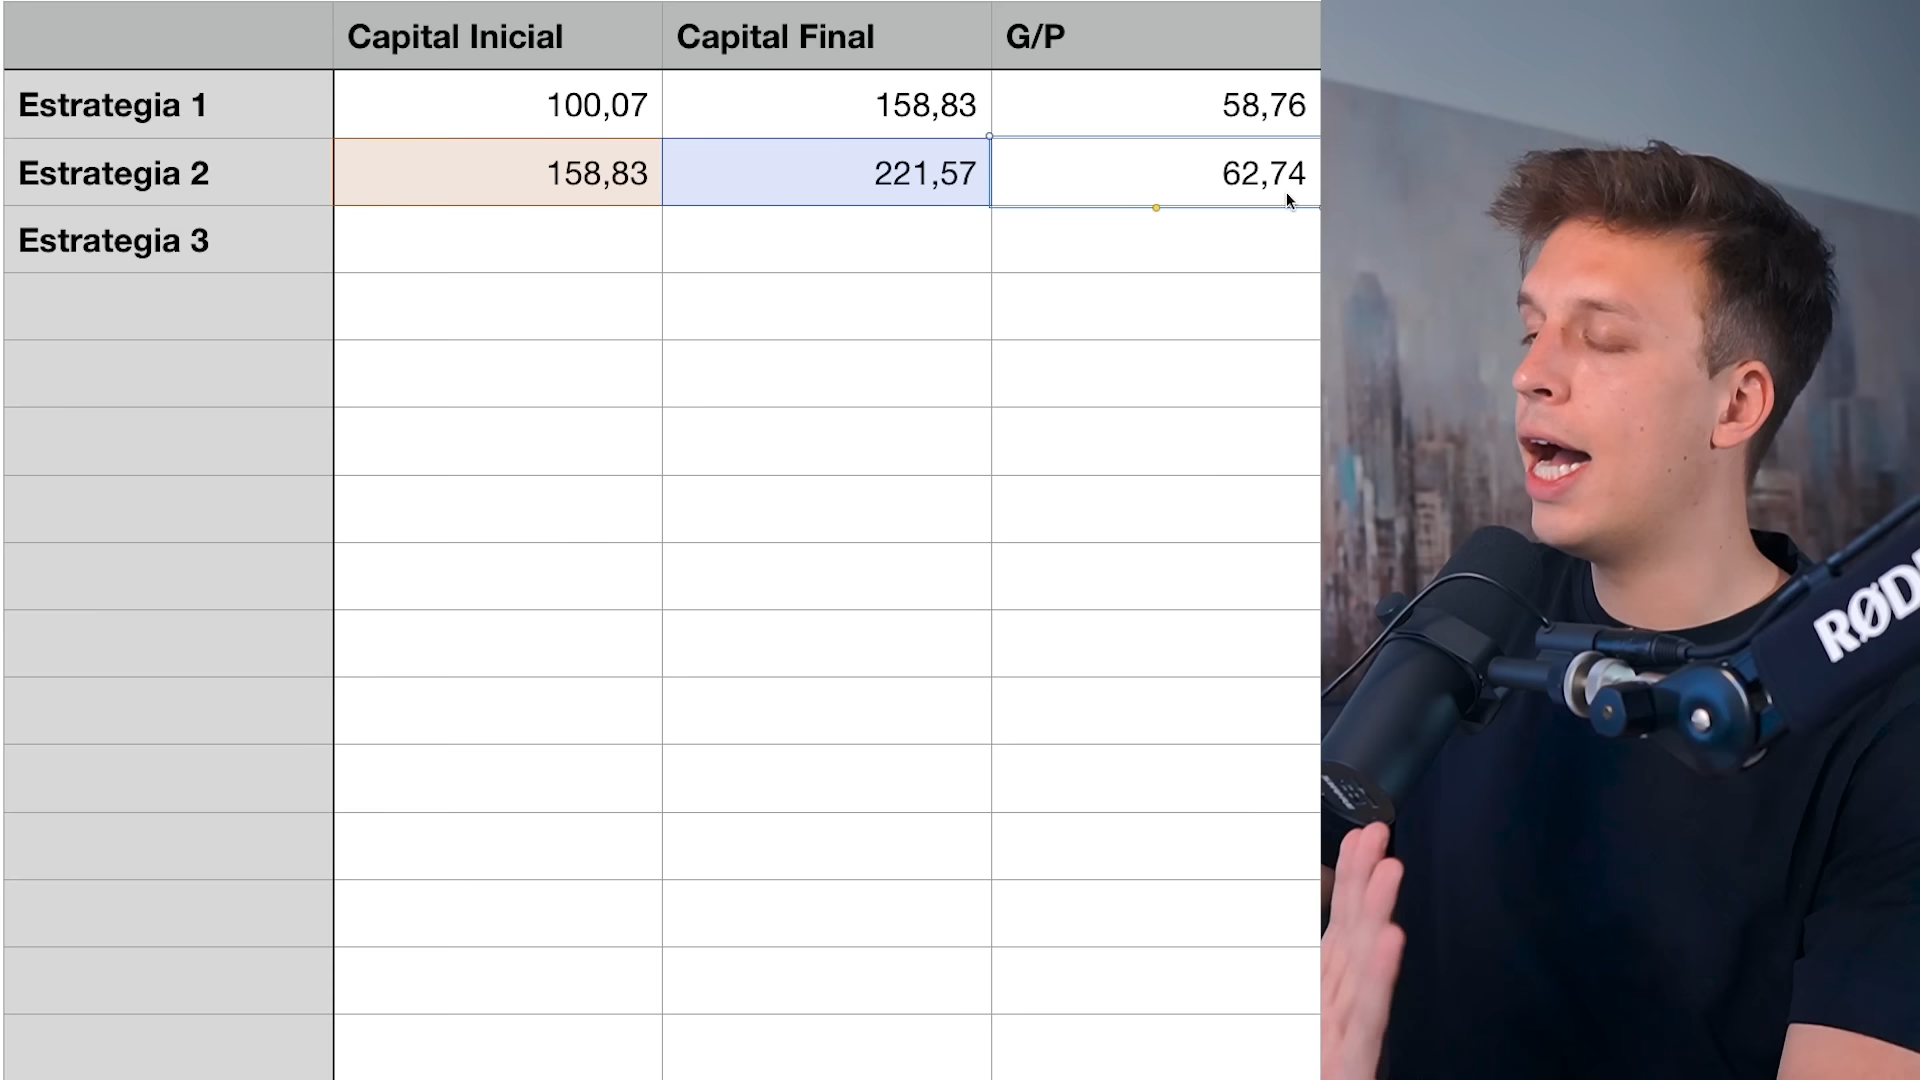 Capital Inicial Capital Final G/P
Estrategia 1 100,07 158,83 58,76
Estrategia 2 158,83 221,57 62,74
Estrategia 3
RØD